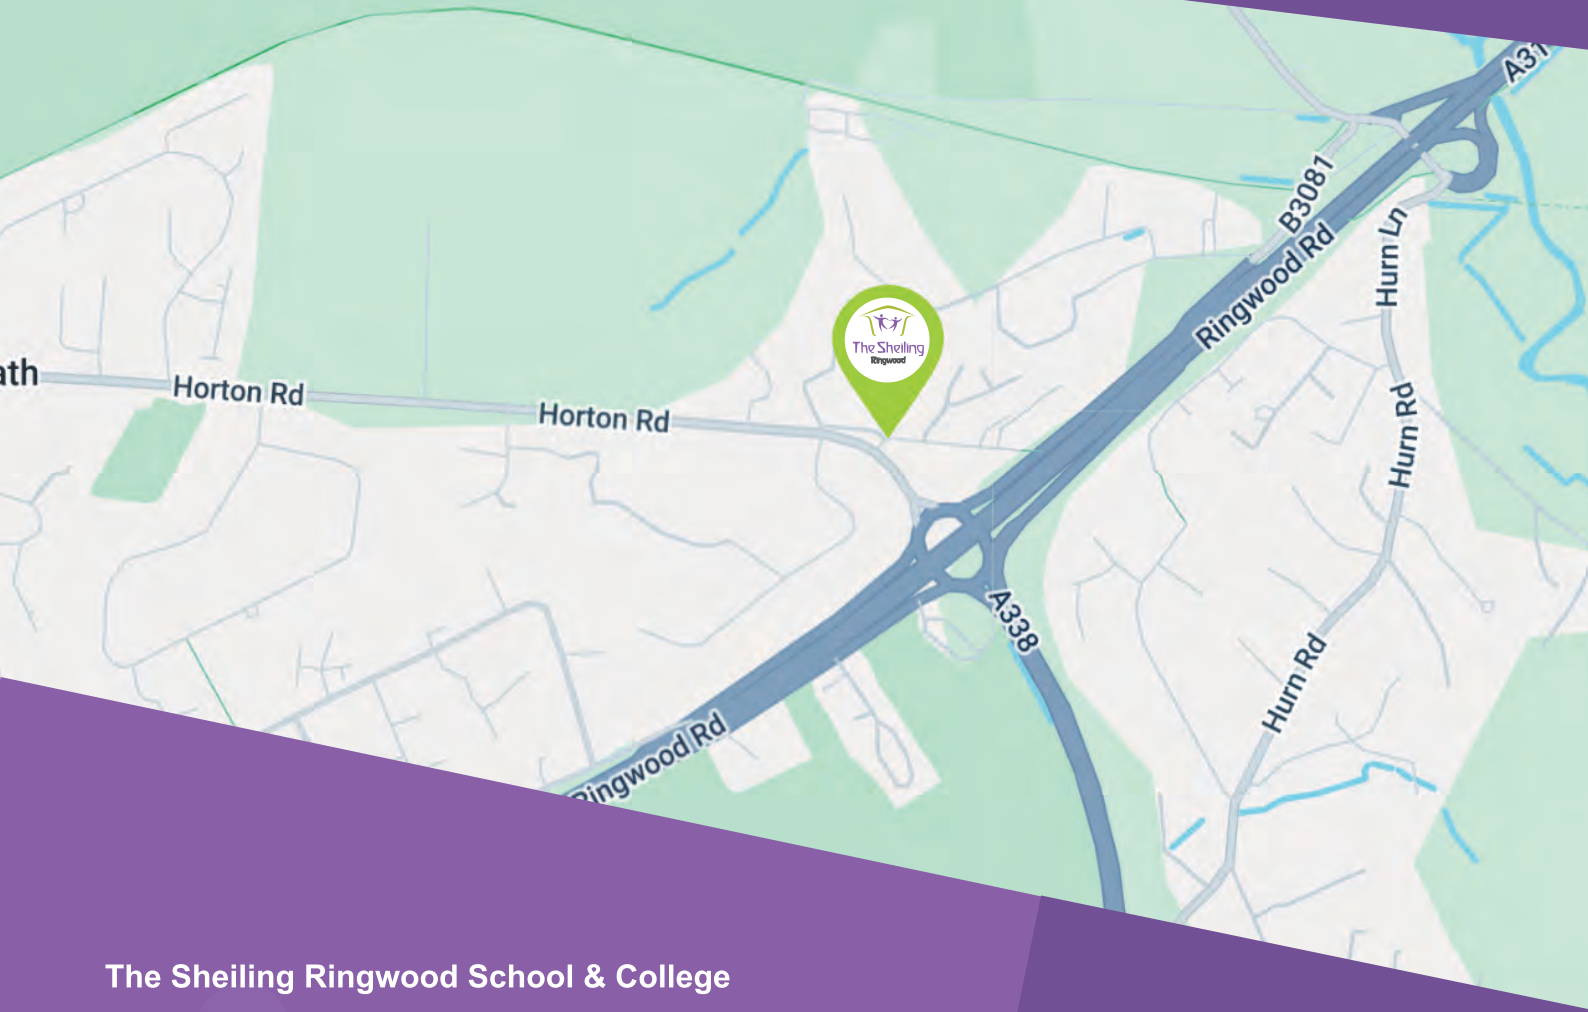 A31
B3081
Ringwood Rd
Hurn Ln
The Sheiling
Ringwood
ath
Horton Rd
Horton Rd
Hurn Rd
A338
Hurn Rd
Ringwood Rd
The Sheiling Ringwood School & College